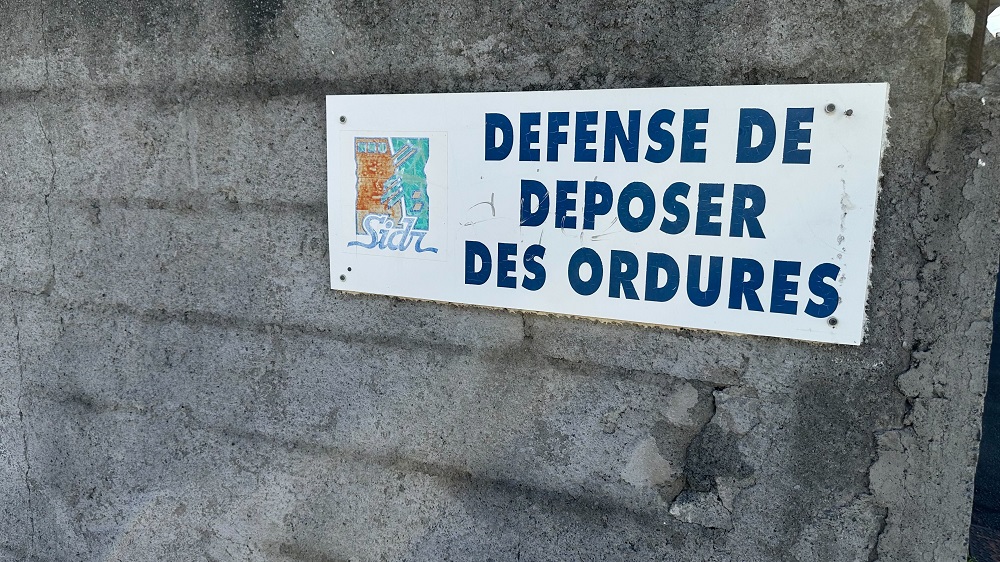 Sidr
DEFENSE DE
DEPOSER
DES ORDURES